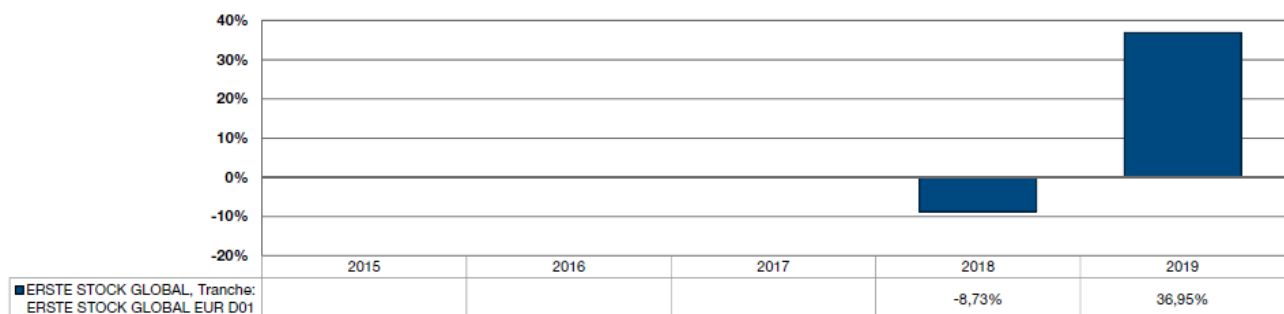 40%
30%
20%
10%
0%
-10%
-20%
2015 2016 2017 2018 2019
ERSTE STOCK GLOBAL, Tranche:
ERSTE STOCK GLOBAL EUR D01 -8,73% 36,95%